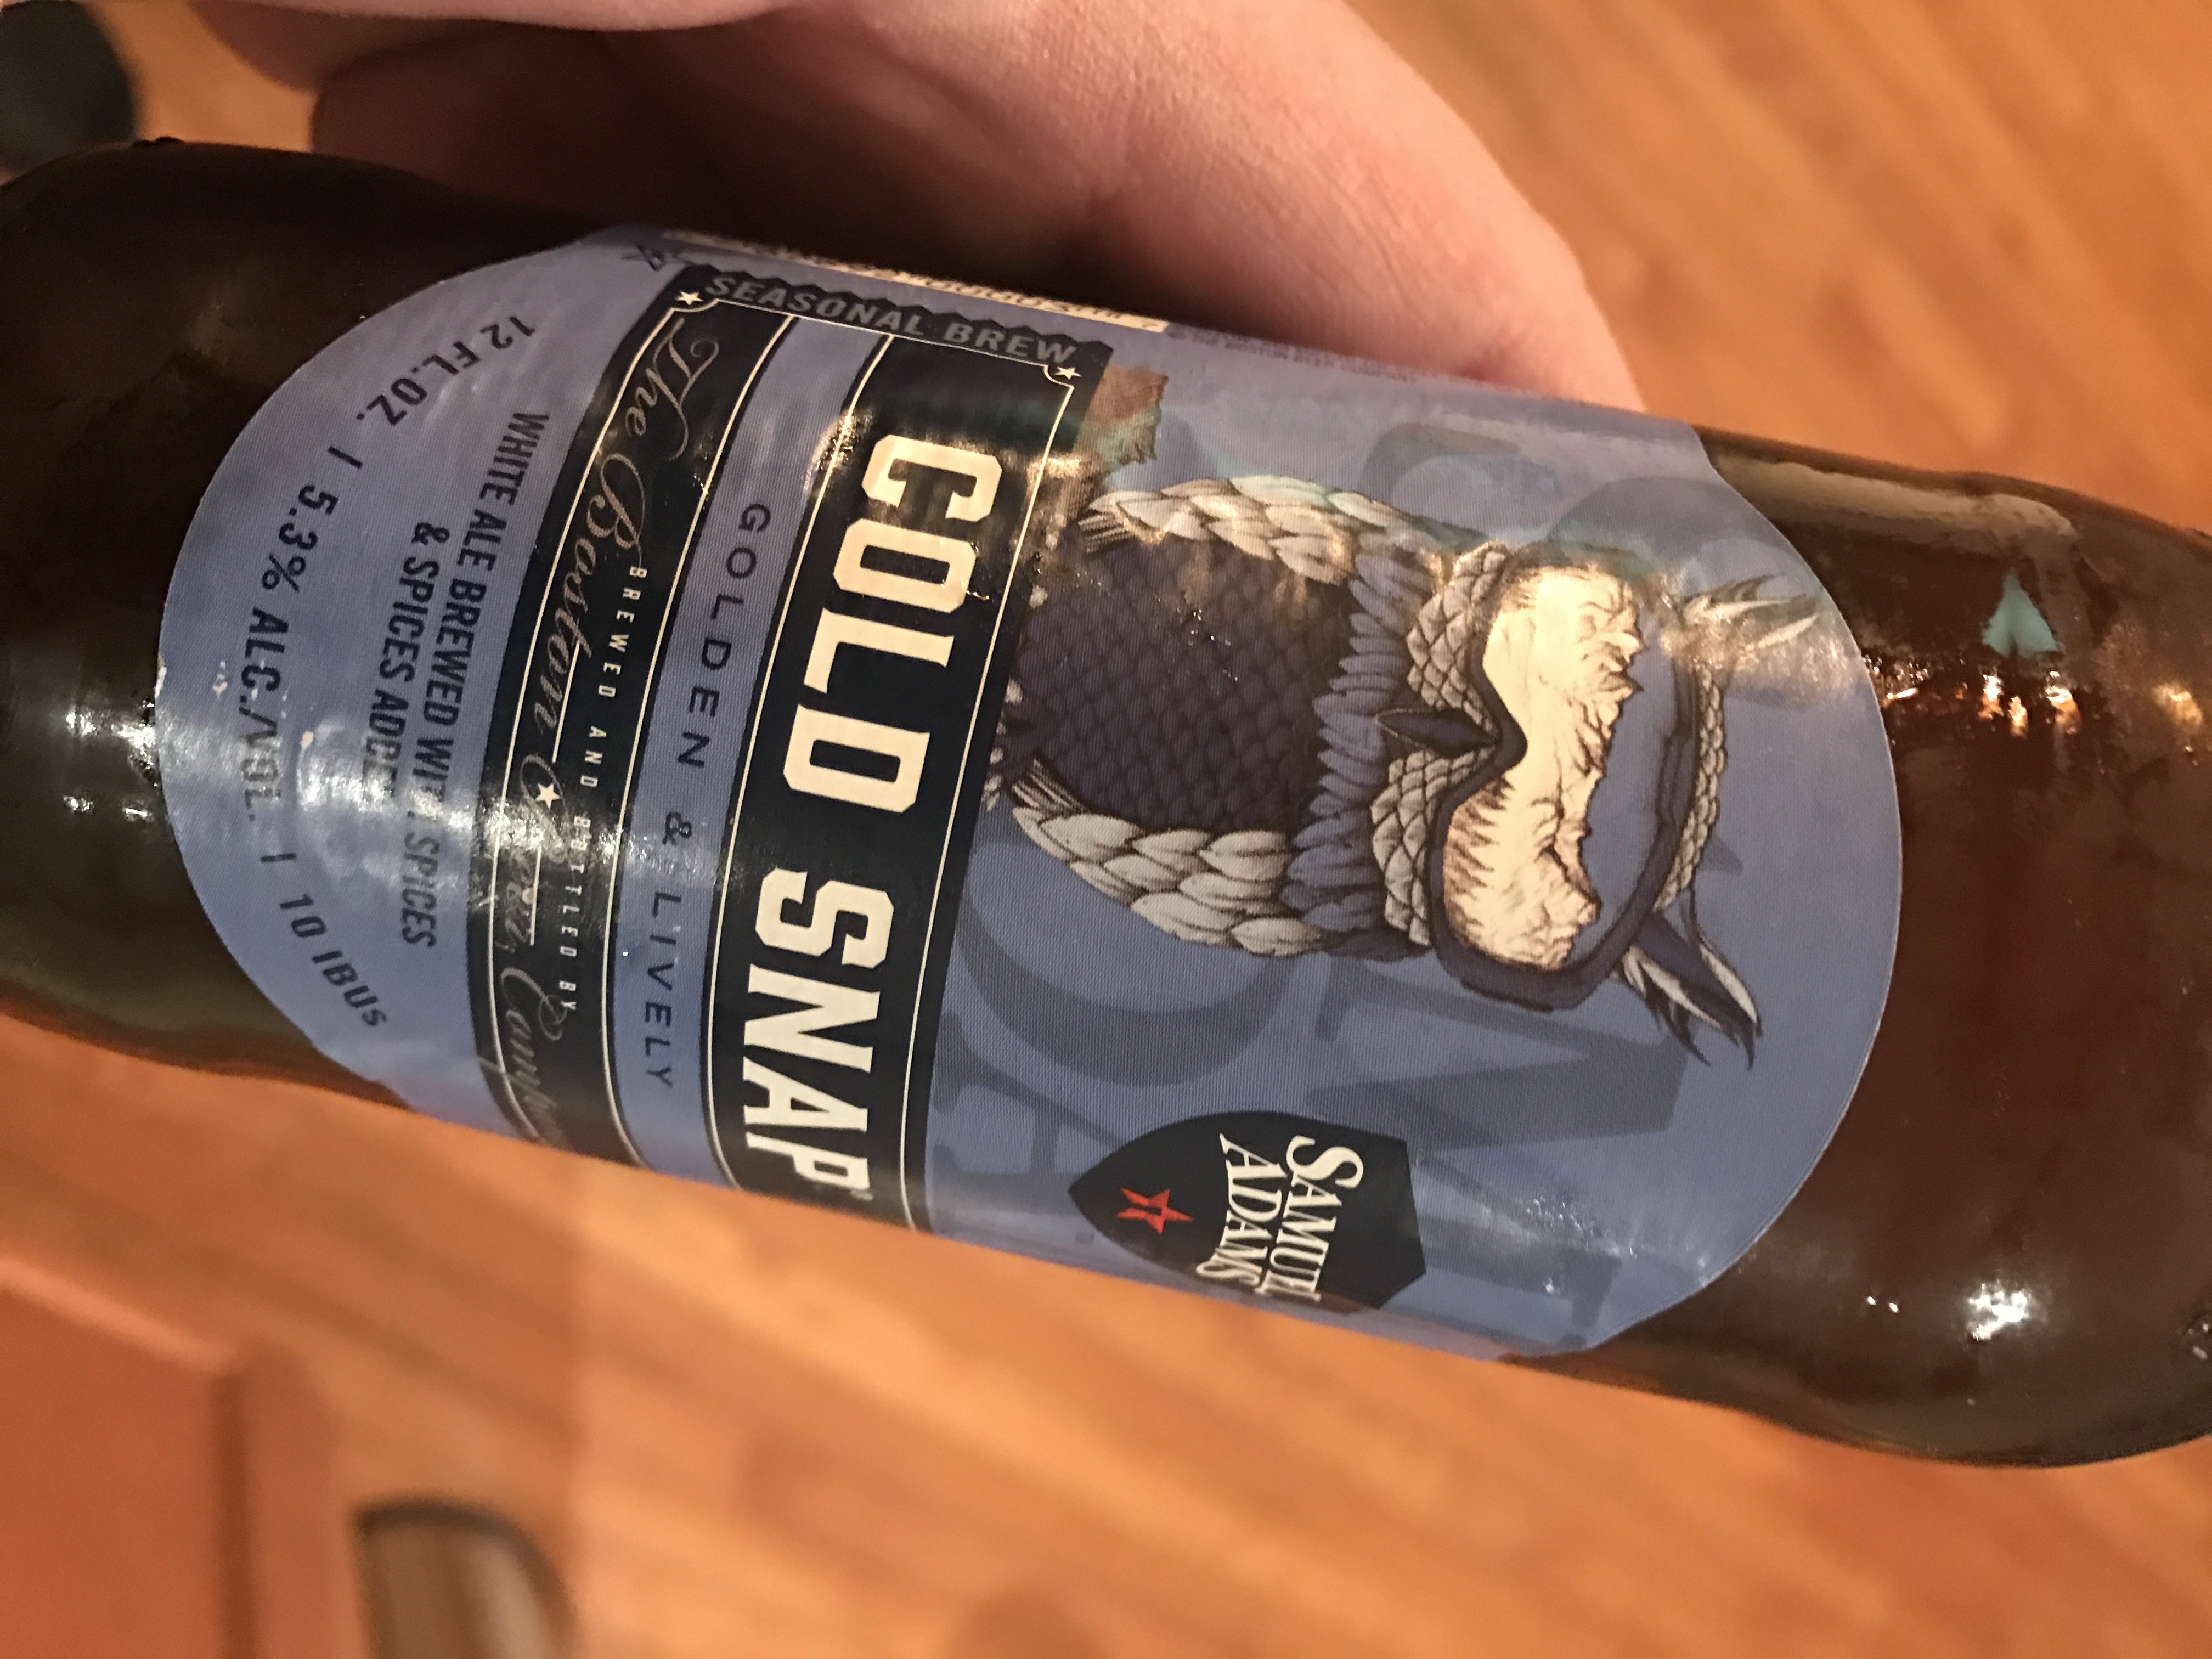 SAMUEL
ADAMS
SEASONAL BREW
COLD SNAP
GOLDEN & LIVELY
BREWED AND BOTTLED BY
The Boston Beer Company
WHITE ALE BREWED WITH SPICES
& SPICES ADDED
12 FL.OZ. | 5.3% ALC./VOL. | 10 IBUs